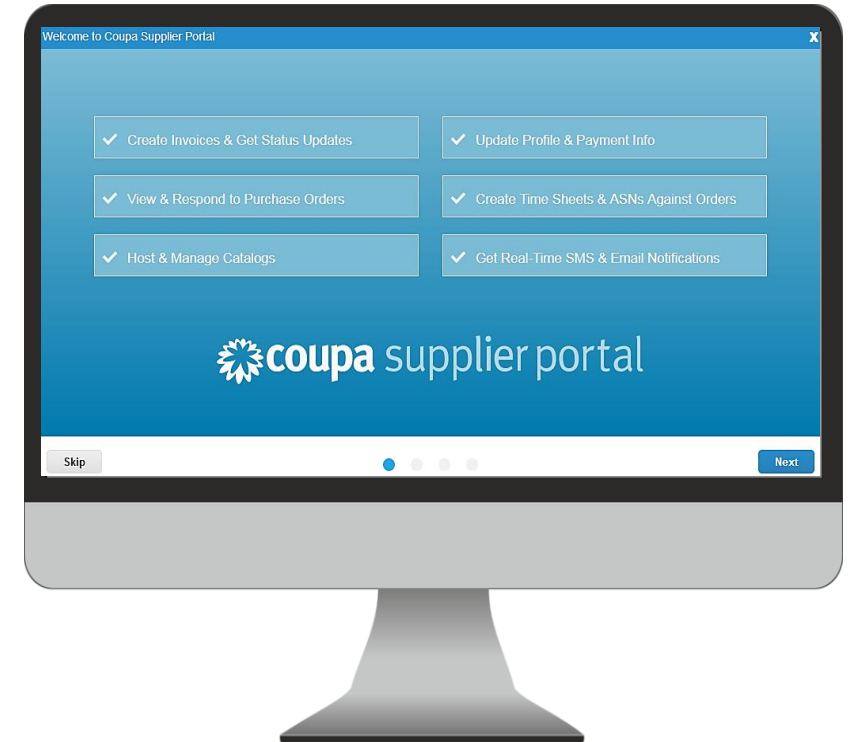 Welcome to Coupa Supplier Portal
X
Create Invoices & Get Status Updates
Update Profile & Payment Info
View & Respond to Purchase Orders
Create Time Sheets & ASNs Against Orders
Host & Manage Catalogs
Get Real-Time SMS & Email Notifications
coupa supplier portal
Skip
Next